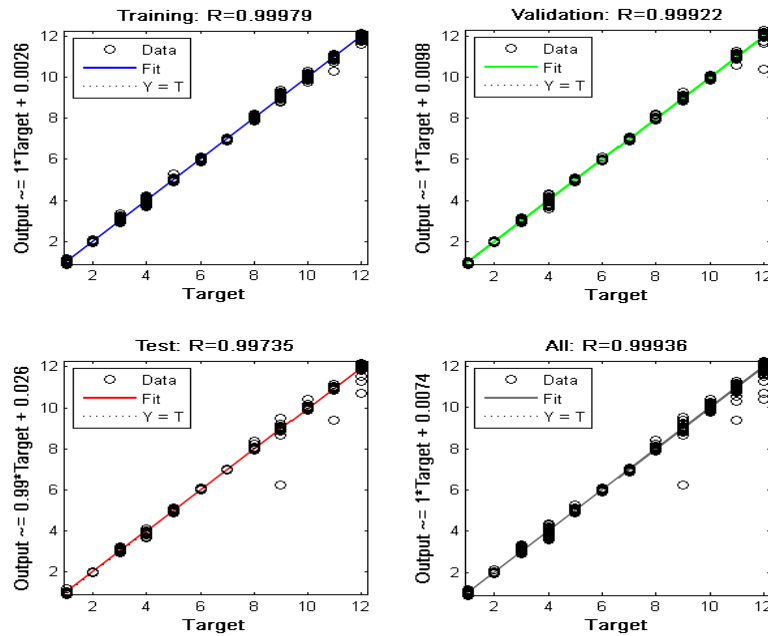 Training: R=0.99979
Output ~= 1*Target + 0.0026
Data
Fit
Y = T
12
10
8
6
4
2
2 4 6 8 10 12
Target
Validation: R=0.99922
Output ~= 1*Target + 0.0098
Data
Fit
Y = T
12
10
8
6
4
2
2 4 6 8 10 12
Target
Test: R=0.99735
Output ~= 0.99*Target + 0.026
Data
Fit
Y = T
12
10
8
6
4
2
2 4 6 8 10 12
Target
All: R=0.99936
Output ~= 1*Target + 0.0074
Data
Fit
Y = T
12
10
8
6
4
2
2 4 6 8 10 12
Target